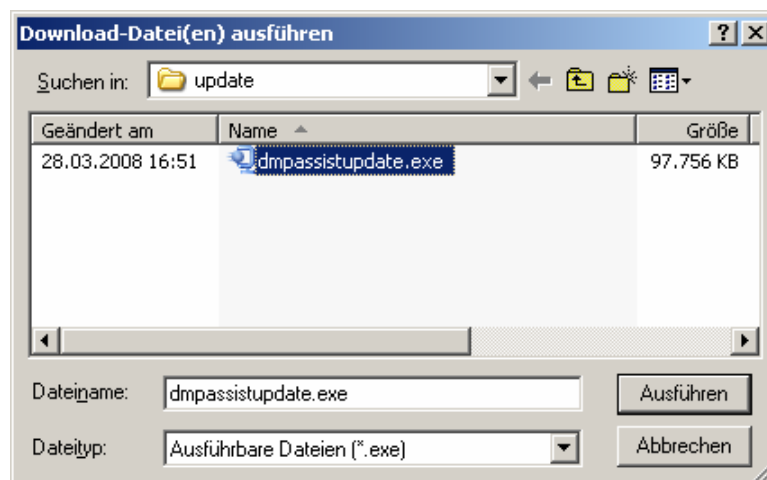 Download-Datei(en) ausführen
Suchen in: update
Geändert am Name Größe
28.03.2008 16:51 dmpassistupdate.exe 97.756 KB
Dateiname: dmpassistupdate.exe Ausführen
Dateityp: Ausführbare Dateien (*.exe) Abbrechen